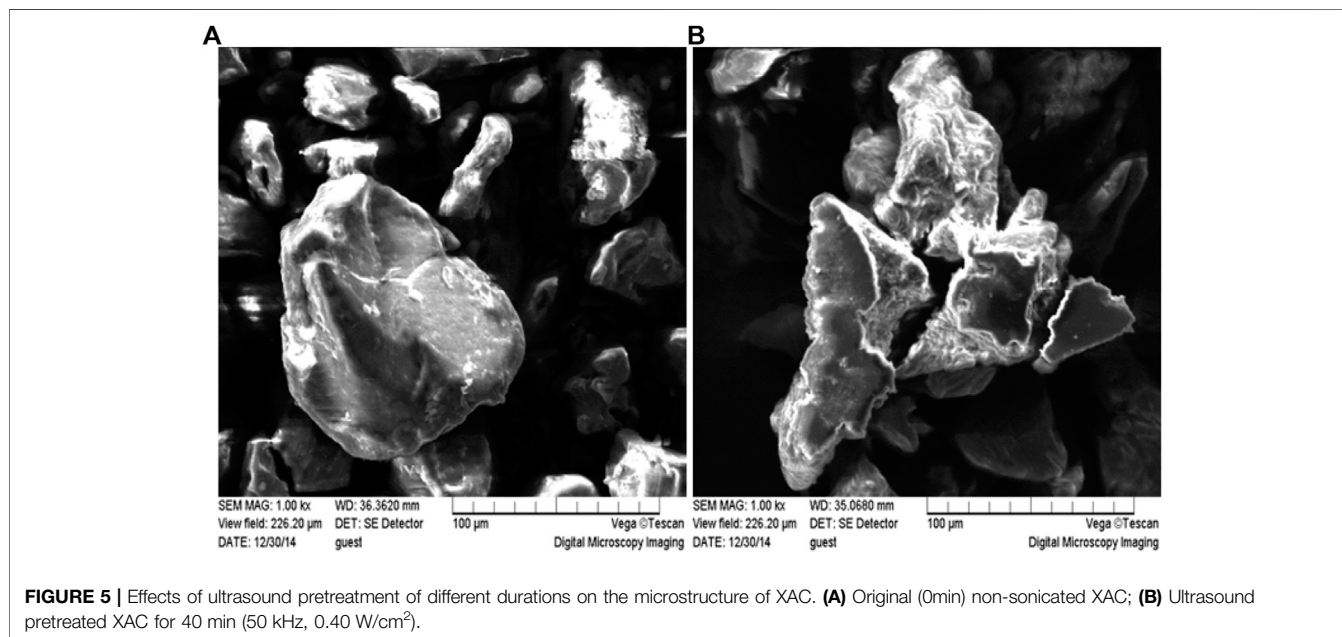 A
B
SEM MAG: 1.00 kx WD: 36.3620 mm
View field: 226.20 µm DET: SE Detector 100 µm Vega ©Tescan
DATE: 12/30/14 guest Digital Microscopy Imaging
SEM MAG: 1.00 kx WD: 35.0680 mm
View field: 226.20 µm DET: SE Detector 100 µm Vega ©Tescan
DATE: 12/30/14 guest Digital Microscopy Imaging
FIGURE 5 | Effects of ultrasound pretreatment of different durations on the microstructure of XAC. (A) Original (0min) non-sonicated XAC; (B) Ultrasound
pretreated XAC for 40 min (50 kHz, 0.40 W/cm²).